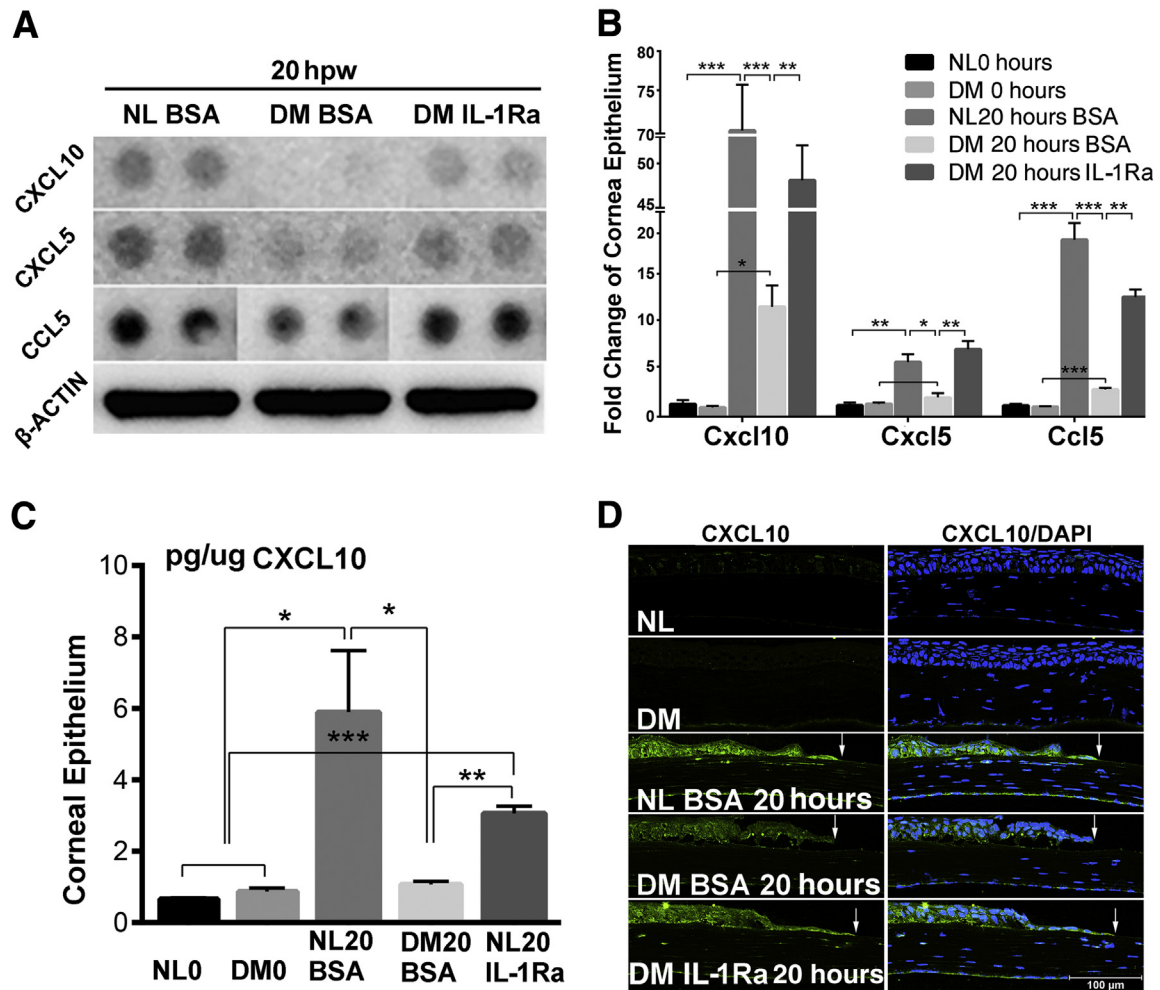 A
20 hpw
NL BSA DM BSA DM IL-1Ra
CXCL10
CXCL5
CCL5
β-ACTIN
B
Fold Change of Cornea Epithelium
80
75
70
50
45
20
15
10
5
0
NL0 hours
DM 0 hours
NL20 hours BSA
DM 20 hours BSA
DM 20 hours IL-1Ra
*** *** **
*
** * **
*** *** **
***
Cxcl10 Cxcl5 Ccl5
C
pg/ug CXCL10
Corneal Epithelium
10
8
6
4
2
0
* *
***
**
NL0 DM0 NL20 BSA DM20 BSA NL20 IL-1Ra
D
CXCL10 CXCL10/DAPI
NL
DM
NL BSA 20 hours
DM BSA 20 hours
DM IL-1Ra 20 hours
100 µm